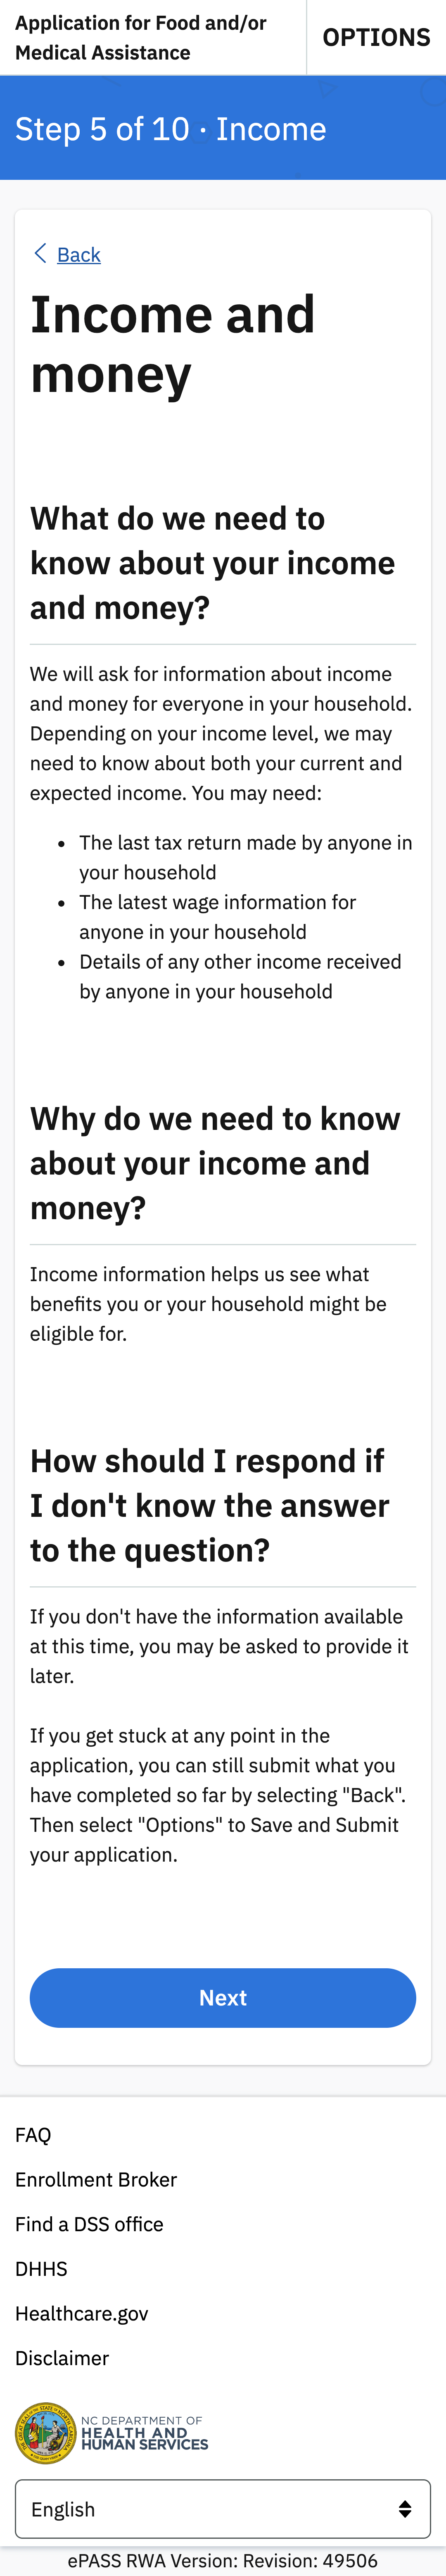 Application for Food and/or
Medical Assistance
OPTIONS
Step 5 of 10 · Income
Back
Income and
money
What do we need to
know about your income
and money?
We will ask for information about income
and money for everyone in your household.
Depending on your income level, we may
need to know about both your current and
expected income. You may need:
• The last tax return made by anyone in
your household
• The latest wage information for
anyone in your household
• Details of any other income received
by anyone in your household
Why do we need to know
about your income and
money?
Income information helps us see what
benefits you or your household might be
eligible for.
How should I respond if
I don't know the answer
to the question?
If you don't have the information available
at this time, you may be asked to provide it
later.
If you get stuck at any point in the
application, you can still submit what you
have completed so far by selecting "Back".
Then select "Options" to Save and Submit
your application.
Next
FAQ
Enrollment Broker
Find a DSS office
DHHS
Healthcare.gov
Disclaimer
NC DEPARTMENT OF
HEALTH AND
HUMAN SERVICES
English
ePASS RWA Version: Revision: 49506